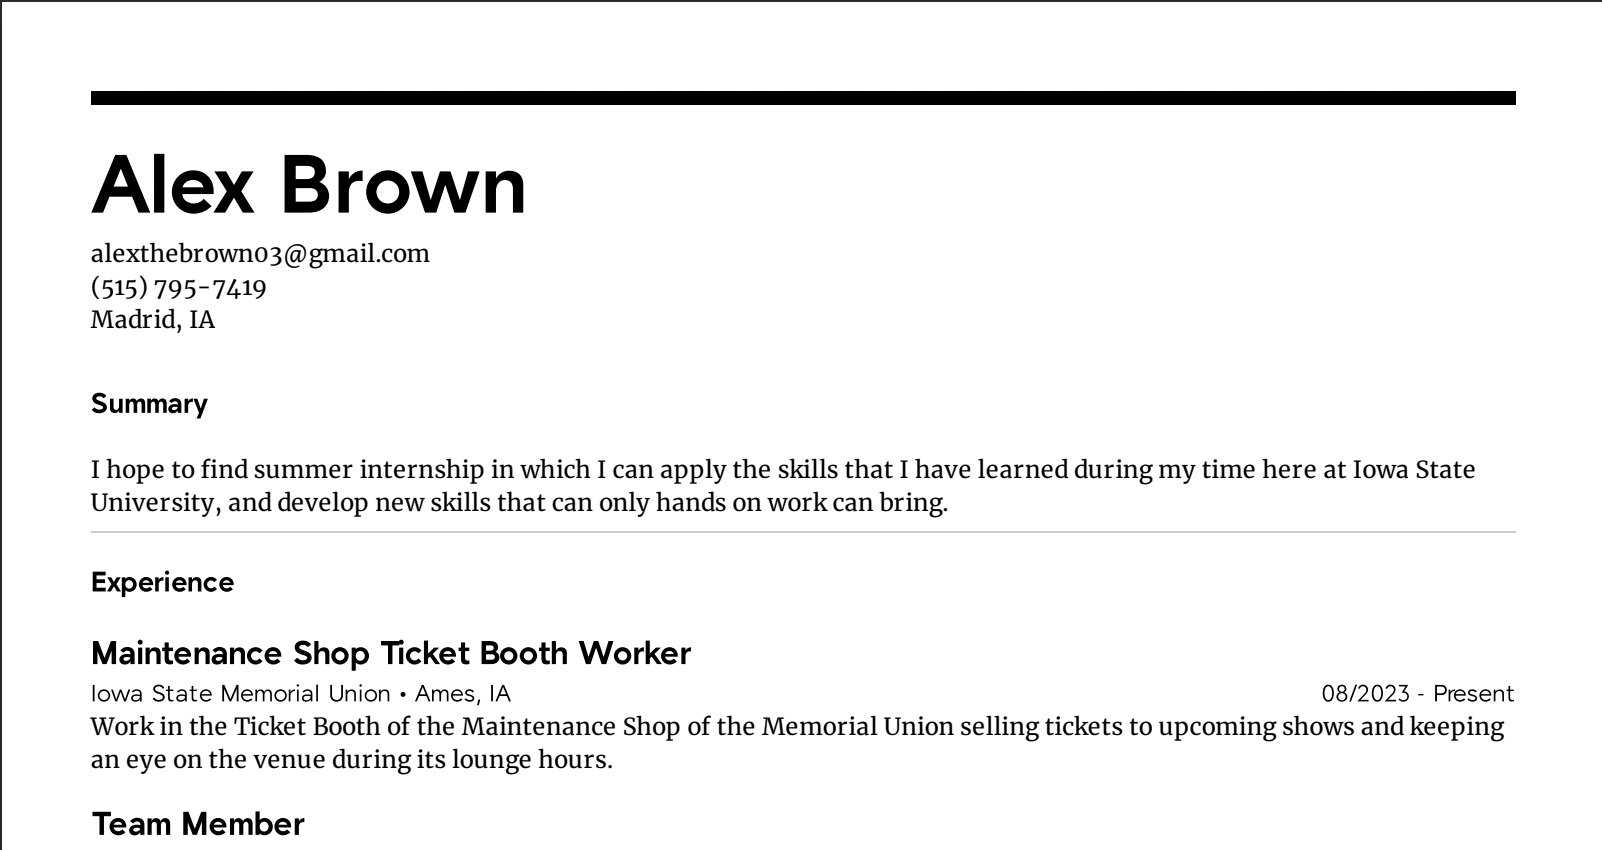 Alex Brown
alexthebrown03@gmail.com
(515) 795-7419
Madrid, IA
Summary
I hope to find summer internship in which I can apply the skills that I have learned during my time here at Iowa State
University, and develop new skills that can only hands on work can bring.
Experience
Maintenance Shop Ticket Booth Worker
Iowa State Memorial Union • Ames, IA 08/2023 - Present
Work in the Ticket Booth of the Maintenance Shop of the Memorial Union selling tickets to upcoming shows and keeping
an eye on the venue during its lounge hours.
Team Member